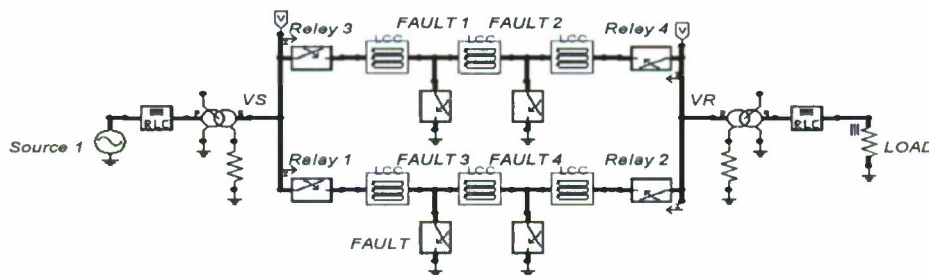 V
V
Relay 3
FAULT 1
FAULT 2
Relay 4
LCC
LCC
LCC
VS
VR
RLC
RLC
Source 1
LOAD
Relay 1
FAULT 3
FAULT 4
Relay 2
LCC
LCC
LCC
FAULT